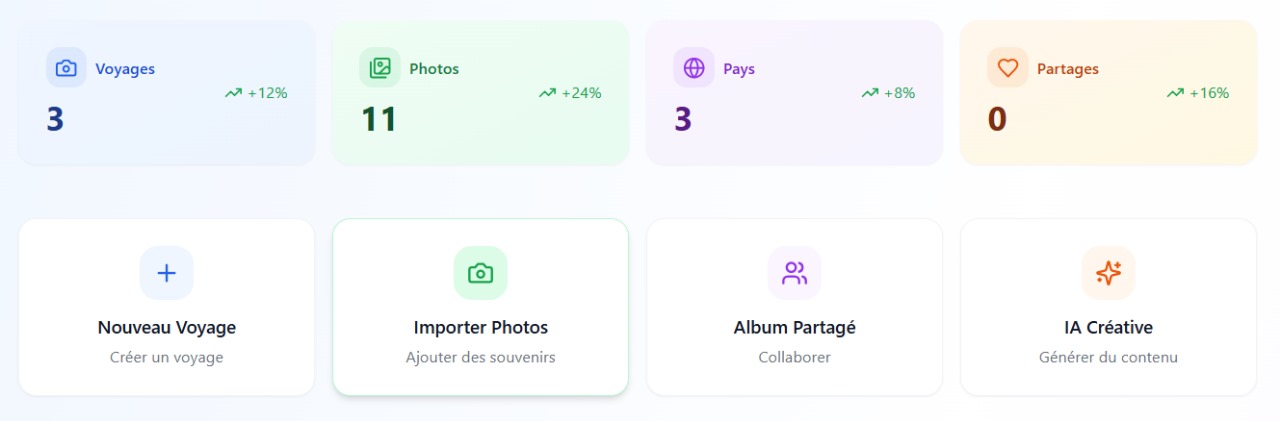 Voyages
+12%
3
Photos
+24%
11
Pays
+8%
3
Partages
+16%
0
Nouveau Voyage
Créer un voyage
Importer Photos
Ajouter des souvenirs
Album Partagé
Collaborer
IA Créative
Générer du contenu